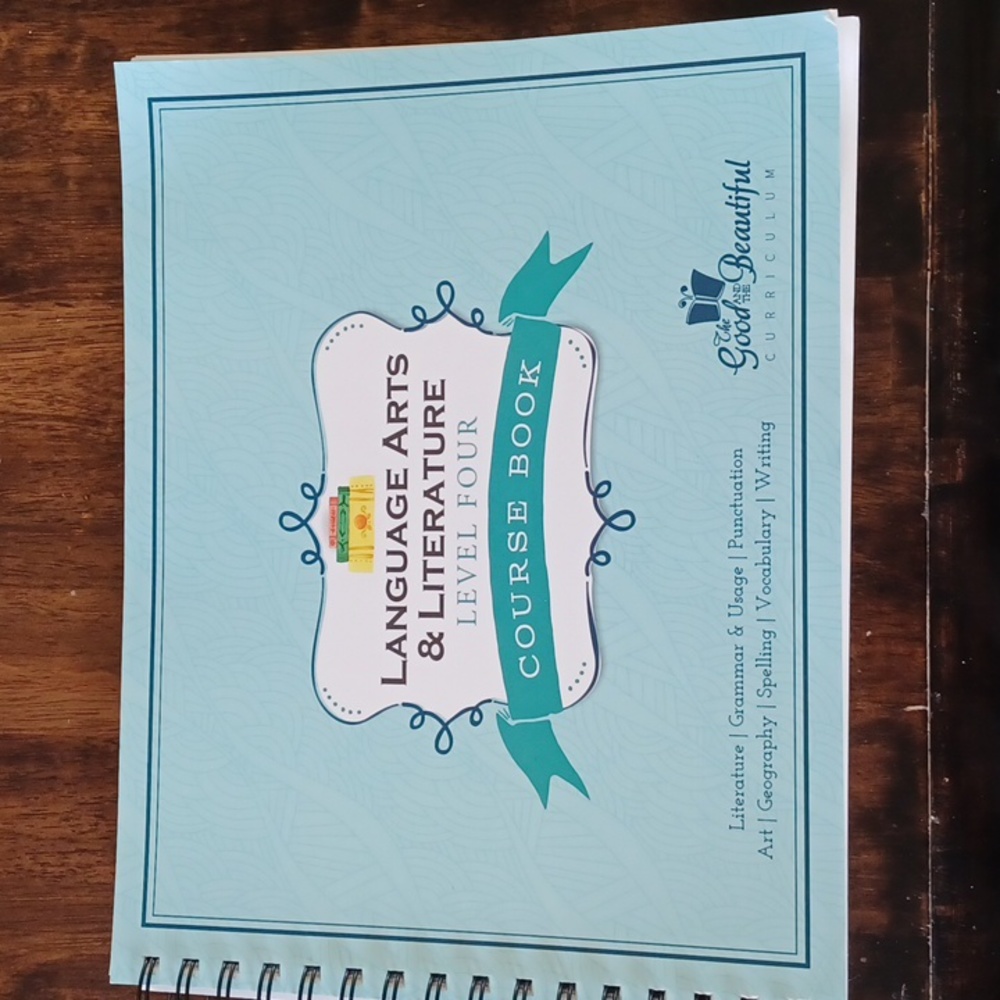 LANGUAGE ARTS
& LITERATURE
LEVEL FOUR
COURSE BOOK
Literature | Grammar & Usage | Punctuation
Art | Geography | Spelling | Vocabulary | Writing
The
Good AND THE Beautiful
CURRICULUM